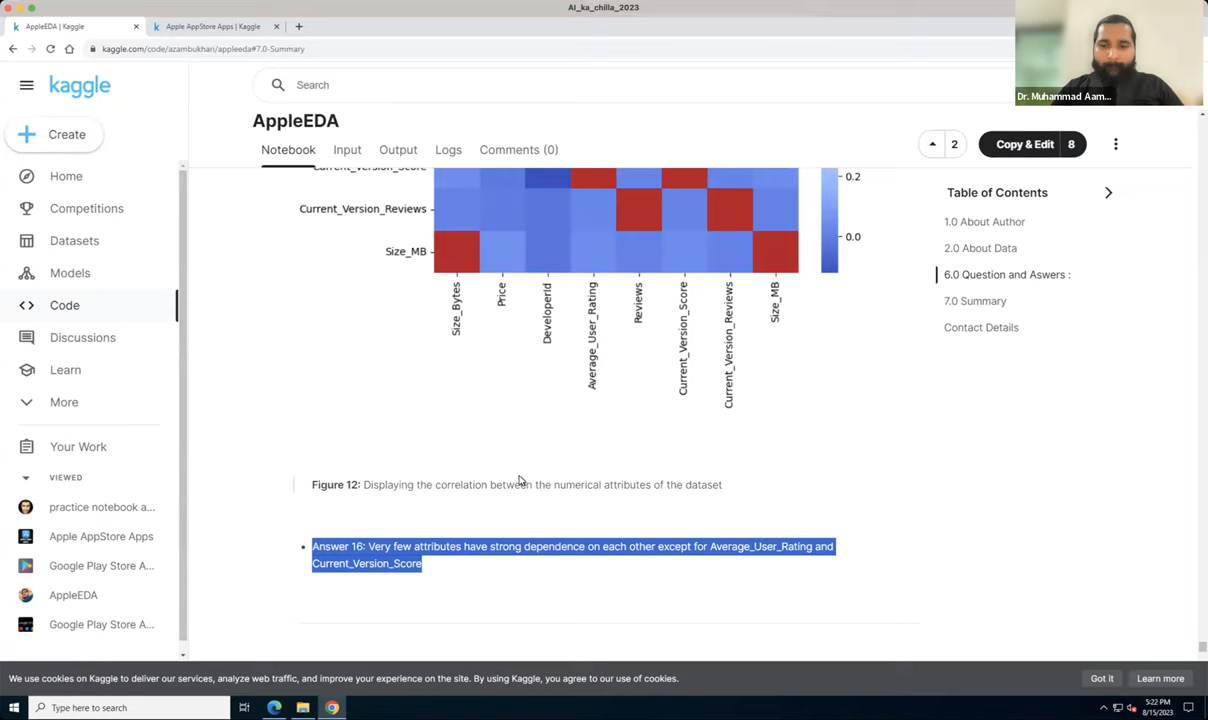 AI_ka_chilla_2023
AppleEDA | Kaggle
Apple AppStore Apps | Kaggle
kaggle.com/code/azambukhan/appleeda#7.0-Summary
Dr. Muhammad Aam...
kaggle
Search
Create
AppleEDA
Notebook
Input
Output
Logs
Comments (0)
2
Copy & Edit
8
Home
Competitions
Datasets
Models
Code
Discussions
Learn
More
Your Work
VIEWED
practice notebook a...
Apple AppStore Apps
Google Play Store A...
AppleEDA
Google Play Store A...
Current_Version_Score
Current_Version_Reviews
Size_MB
0.2
0.0
Size_Bytes
Price
DeveloperId
Average_User_Rating
Reviews
Current_Version_Score
Current_Version_Reviews
Size_MB
Figure 12: Displaying the correlation between the numerical attributes of the dataset
Answer 16: Very few attributes have strong dependence on each other except for Average_User_Rating and
Current_Version_Score
Table of Contents
1.0 About Author
2.0 About Data
6.0 Question and Aswers :
7.0 Summary
Contact Details
We use cookies on Kaggle to deliver our services, analyze web traffic, and improve your experience on the site. By using Kaggle, you agree to our use of cookies.
Got it
Learn more
Type here to search
5:22 PM
8/15/2023